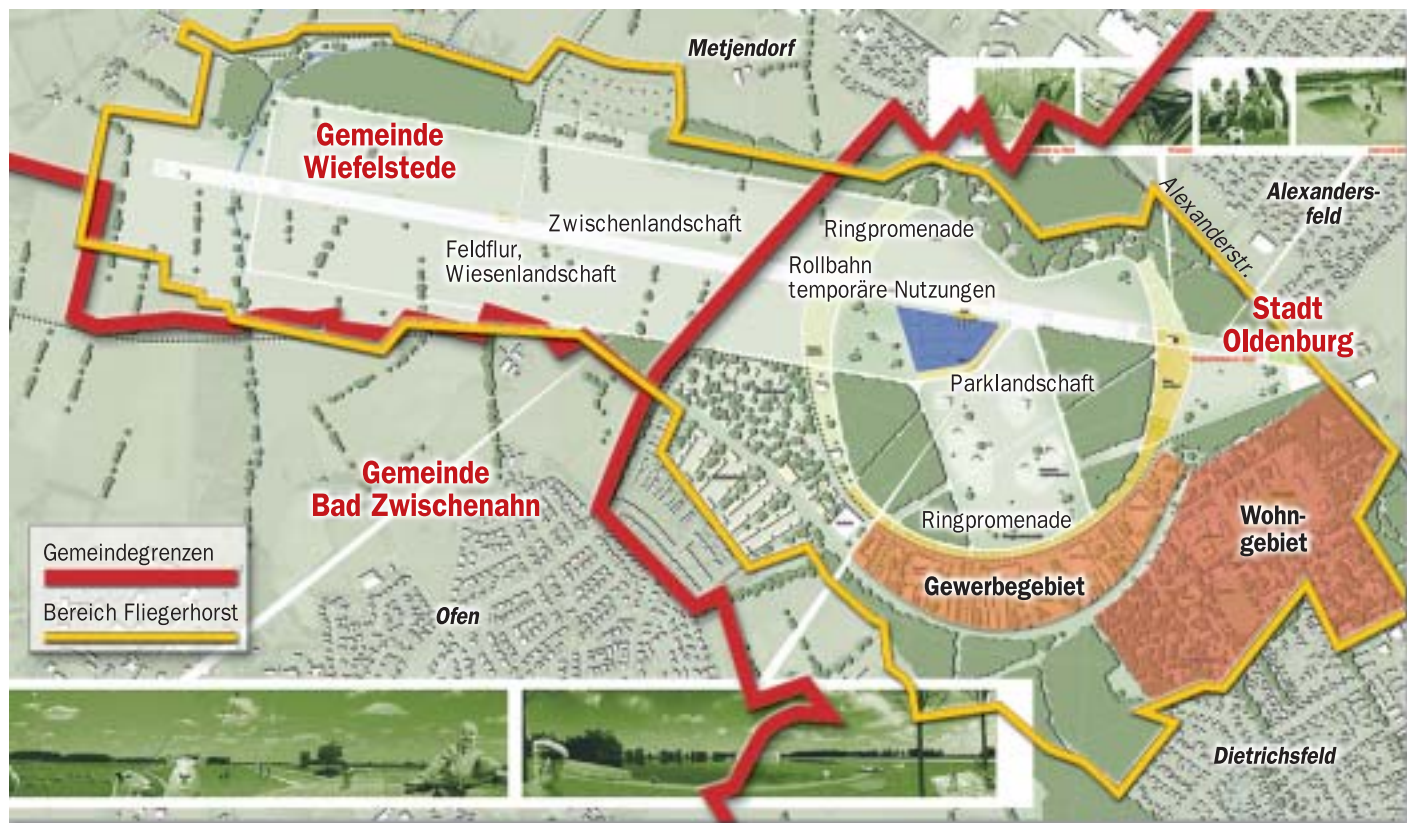 Metjendorf
Gemeinde
Wiefelstede
Alexanders-
feld
Alexanderstr.
Zwischenlandschaft
Ringpromenade
Feldflur,
Wiesenlandschaft
Rollbahn
temporäre Nutzungen
Stadt
Oldenburg
Parklandschaft
Gemeinde
Bad Zwischenahn
Ringpromenade
Wohn-
gebiet
Gemeindegrenzen
Gewerbegebiet
Bereich Fliegerhorst
Ofen
Dietrichsfeld